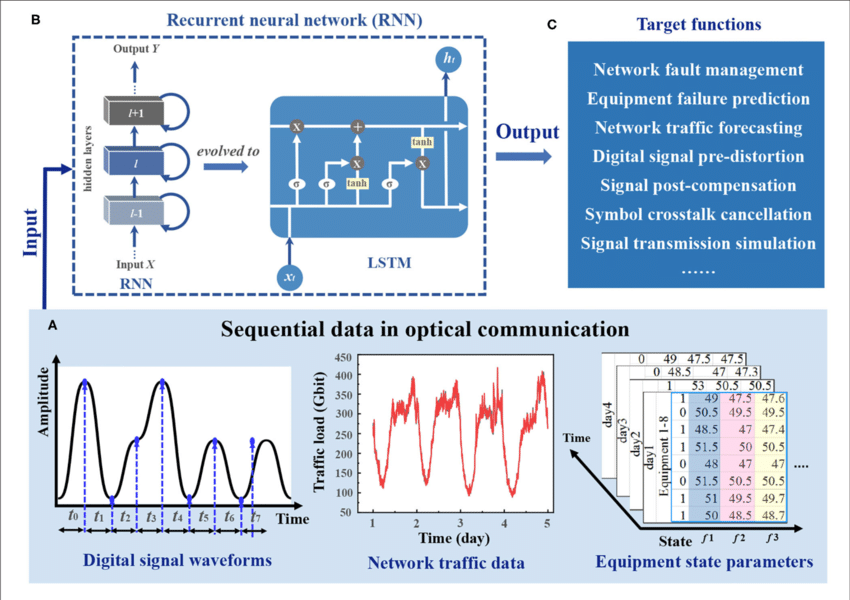 B
Recurrent neural network (RNN)
Output Y
hidden layers
l+1
l
l-1
Input X
RNN
evolved to
h_t
X
+
tanh
X
X
σ
σ
tanh
σ
x_t
LSTM
Input
Output
C
Target functions
Network fault management
Equipment failure prediction
Network traffic forecasting
Digital signal pre-distortion
Signal post-compensation
Symbol crosstalk cancellation
Signal transmission simulation
......
A
Sequential data in optical communication
Amplitude
t0 t1 t2 t3 t4 t5 t6 t7
Time
Digital signal waveforms
Traffic load (Gbit)
450
400
350
300
250
200
150
100
50
1 2 3 4 5
Time (day)
Network traffic data
Time
day4
day3
day2
day1
Equipment 1-8
0 49 47.5 47.5
0 48.5 47 47.3
1 53 50.5 50.5
1 49 47.5 47.6
0 50.5 49.5 49.5
1 48.5 47 47.4
1 51.5 50 50.5
0 48 47 47
0 51.5 50.5 50.5
1 51 49.5 49.7
1 50 48.5 48.7
....
State f1 f2 f3
Equipment state parameters